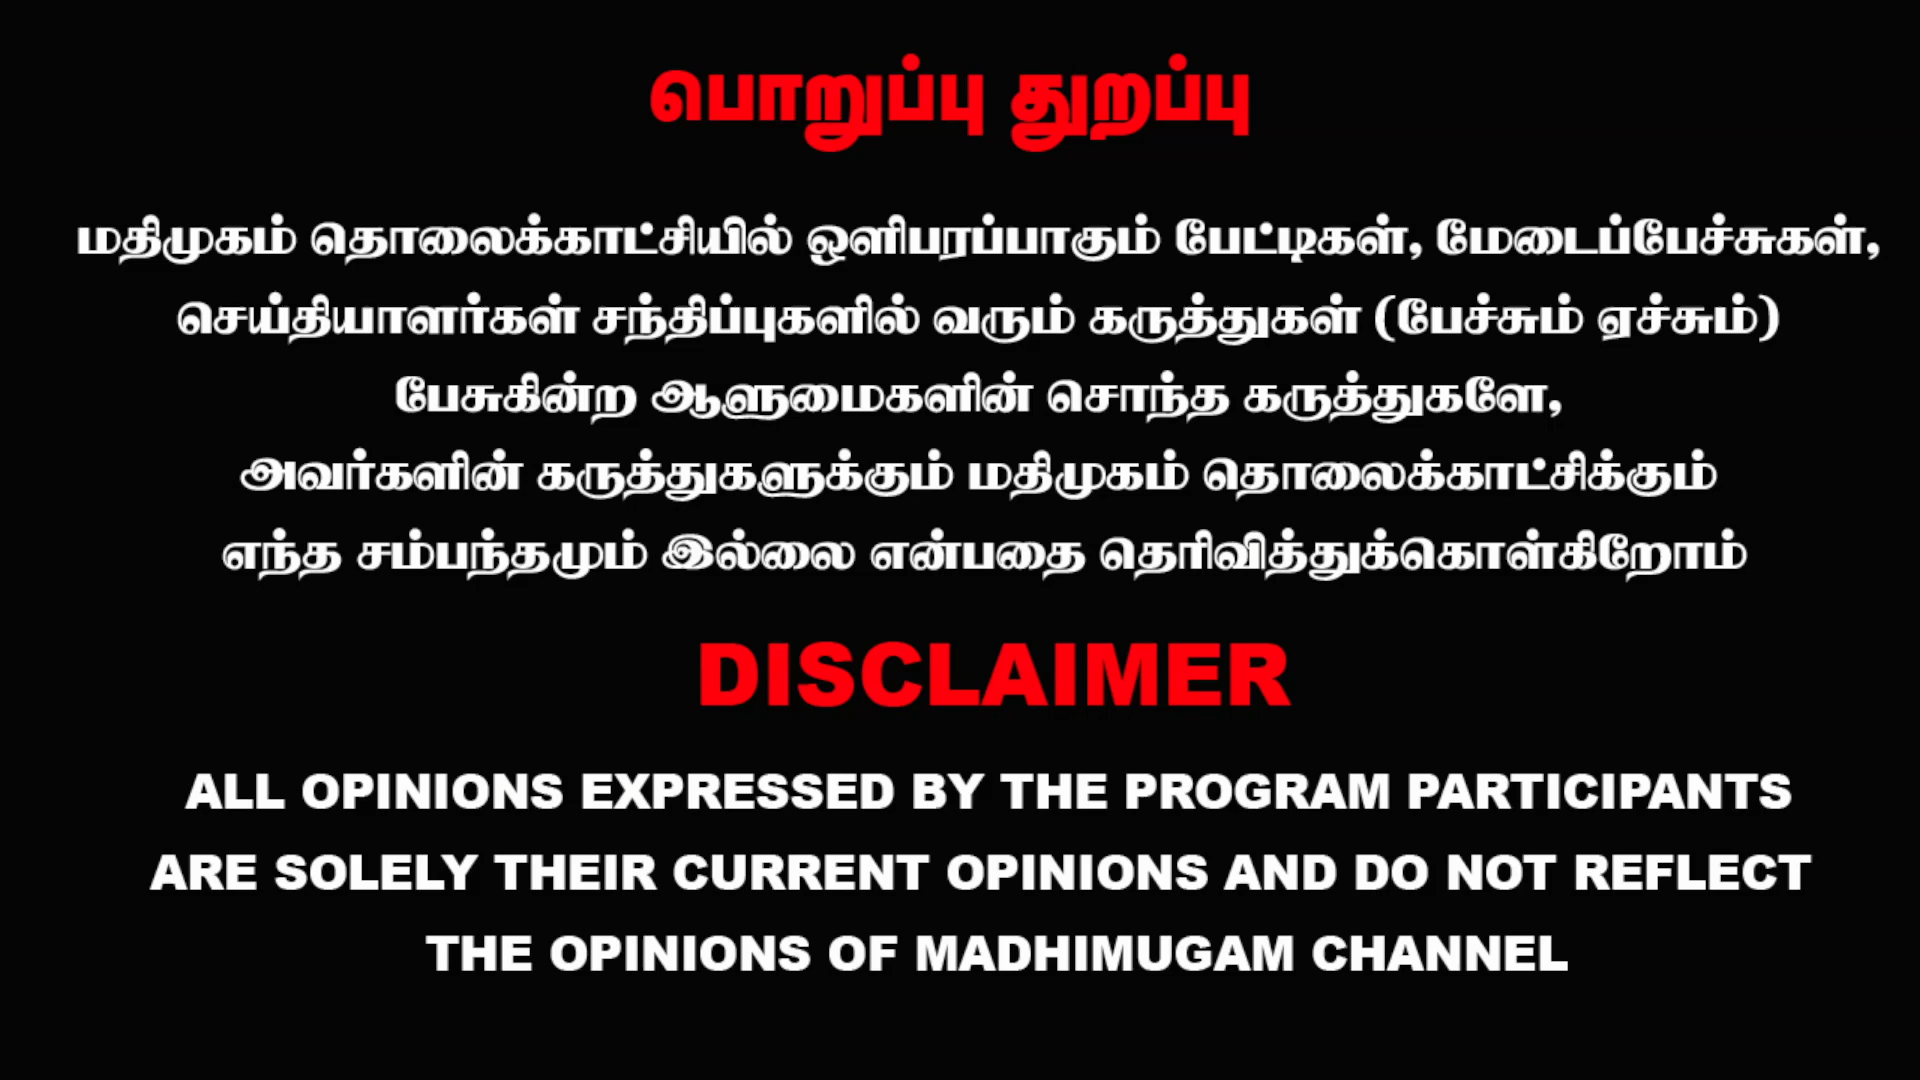 பொறுப்பு துறப்பு
மதிமுகம் தொலைக்காட்சியில் ஒளிபரப்பாகும் பேட்டிகள், மேடைப்பேச்சுகள்,
செய்தியாளர்கள் சந்திப்புகளில் வரும் கருத்துகள் (பேச்சும் ஏச்சும்)
பேசுகின்ற ஆளுமைகளின் சொந்த கருத்துகளே,
அவர்களின் கருத்துகளுக்கும் மதிமுகம் தொலைக்காட்சிக்கும்
எந்த சம்பந்தமும் இல்லை என்பதை தெரிவித்துக்கொள்கிறோம்
DISCLAIMER
ALL OPINIONS EXPRESSED BY THE PROGRAM PARTICIPANTS
ARE SOLELY THEIR CURRENT OPINIONS AND DO NOT REFLECT
THE OPINIONS OF MADHIMUGAM CHANNEL